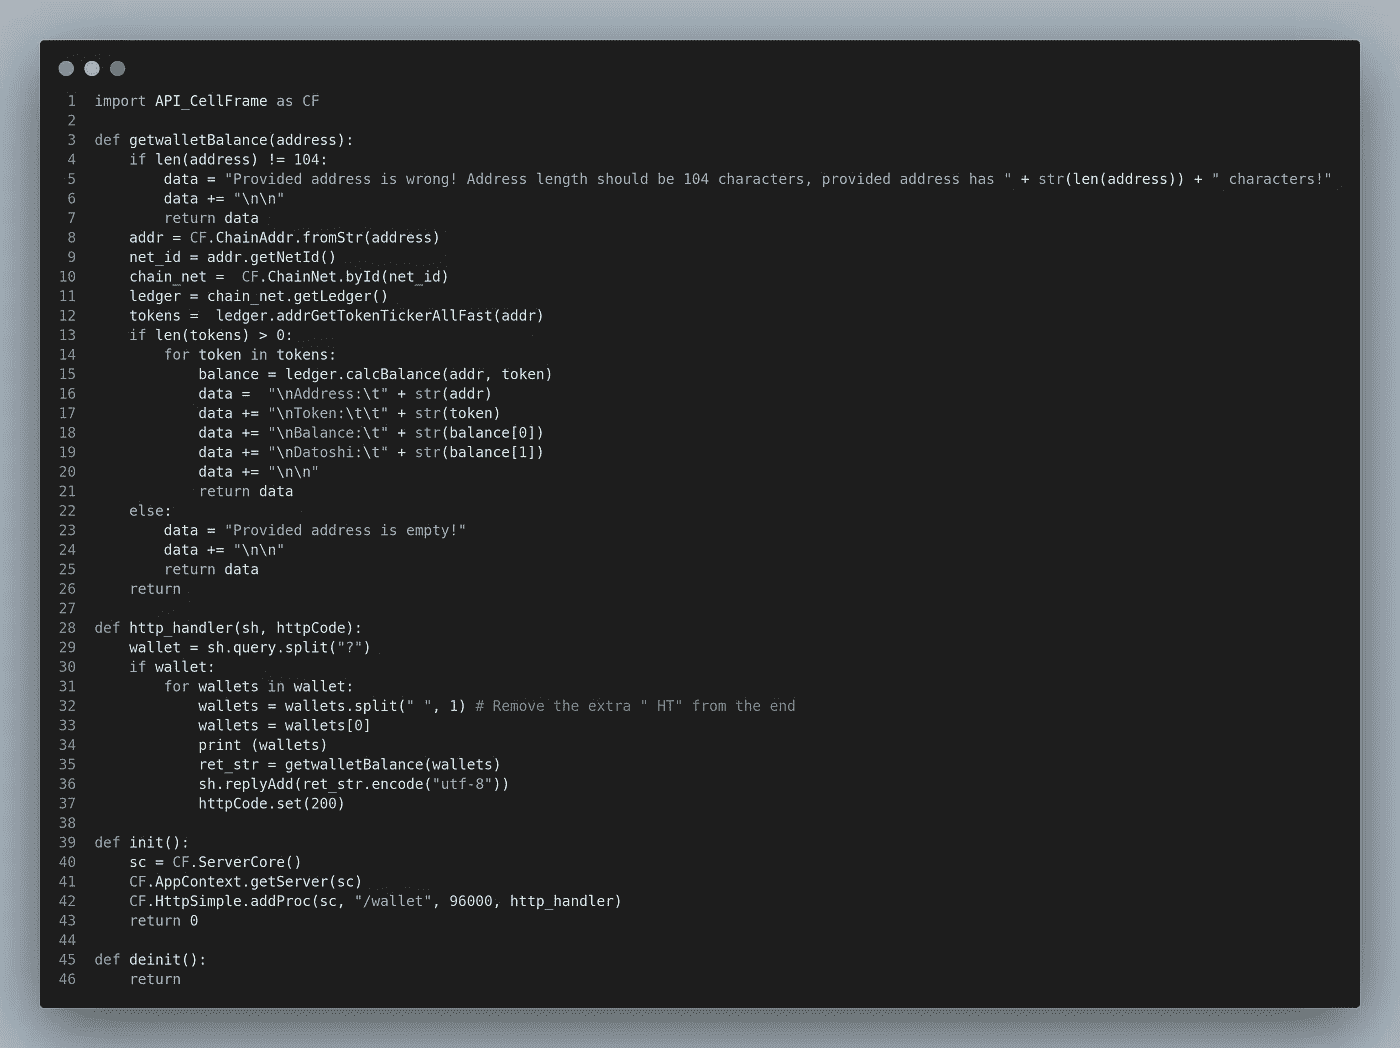 1 import API_CellFrame as CF
2
3 def getwalletBalance(address):
4     if len(address) != 104:
5         data = "Provided address is wrong! Address length should be 104 characters, provided address has " + str(len(address)) + " characters!"
6         data += "\n\n"
7         return data
8     addr = CF.ChainAddr.fromStr(address)
9     net_id = addr.getNetId()
10     chain_net =  CF.ChainNet.byId(net_id)
11     ledger = chain_net.getLedger()
12     tokens =  ledger.addrGetTokenTickerAllFast(addr)
13     if len(tokens) > 0:
14         for token in tokens:
15             balance = ledger.calcBalance(addr, token)
16             data =  "\nAddress:\t" + str(addr)
17             data += "\nToken:\t\t" + str(token)
18             data += "\nBalance:\t" + str(balance[0])
19             data += "\nDatoshi:\t" + str(balance[1])
20             data += "\n\n"
21             return data
22     else:
23         data = "Provided address is empty!"
24         data += "\n\n"
25         return data
26     return
27
28 def http_handler(sh, httpCode):
29     wallet = sh.query.split("?")
30     if wallet:
31         for wallets in wallet:
32             wallets = wallets.split(" ", 1) # Remove the extra " HT" from the end
33             wallets = wallets[0]
34             print (wallets)
35             ret_str = getwalletBalance(wallets)
36             sh.replyAdd(ret_str.encode("utf-8"))
37             httpCode.set(200)
38
39 def init():
40     sc = CF.ServerCore()
41     CF.AppContext.getServer(sc)
42     CF.HttpSimple.addProc(sc, "/wallet", 96000, http_handler)
43     return 0
44
45 def deinit():
46     return